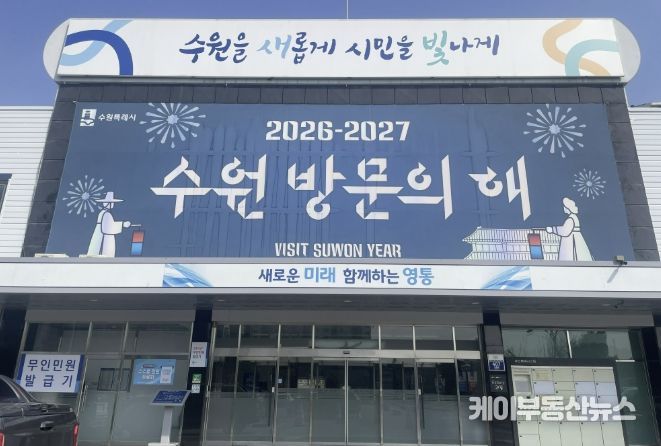 수원을 새롭게 시민을 빛나게
수원특례시
2026-2027
수원 방문의 해
VISIT SUWON YEAR
새로운 미래 함께하는 영통
무인민원
발급기
케이부동산뉴스